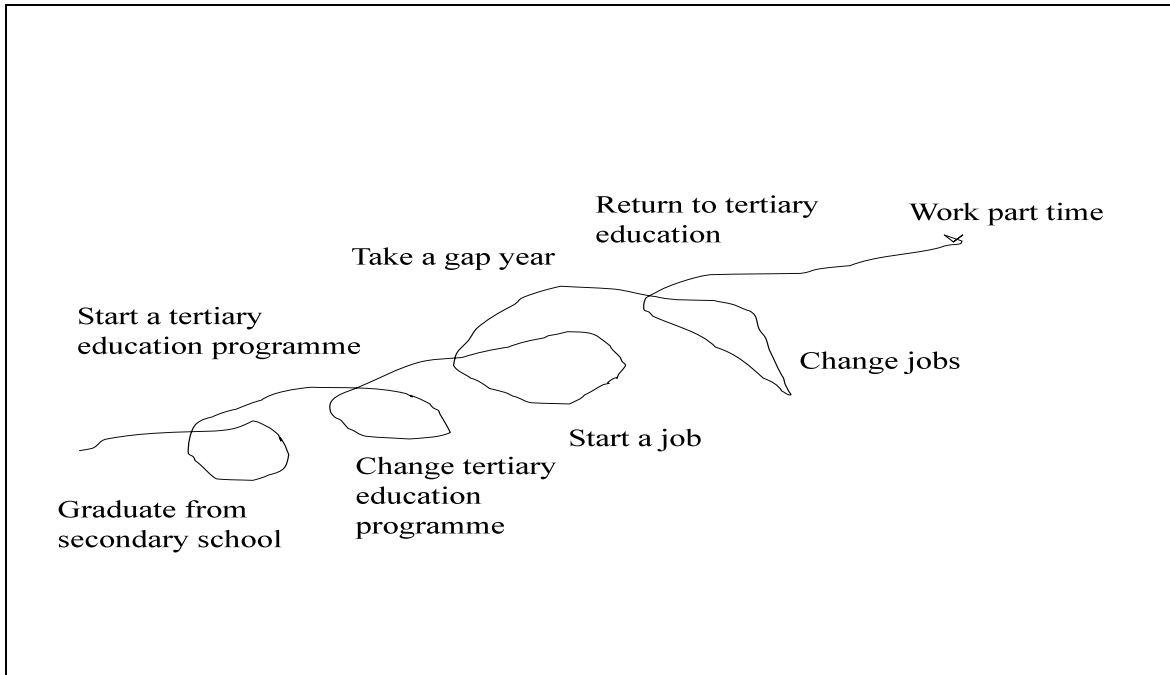 Return to tertiary
education
Work part time
Take a gap year
Start a tertiary
education programme
Change jobs
Start a job
Change tertiary
education
programme
Graduate from
secondary school